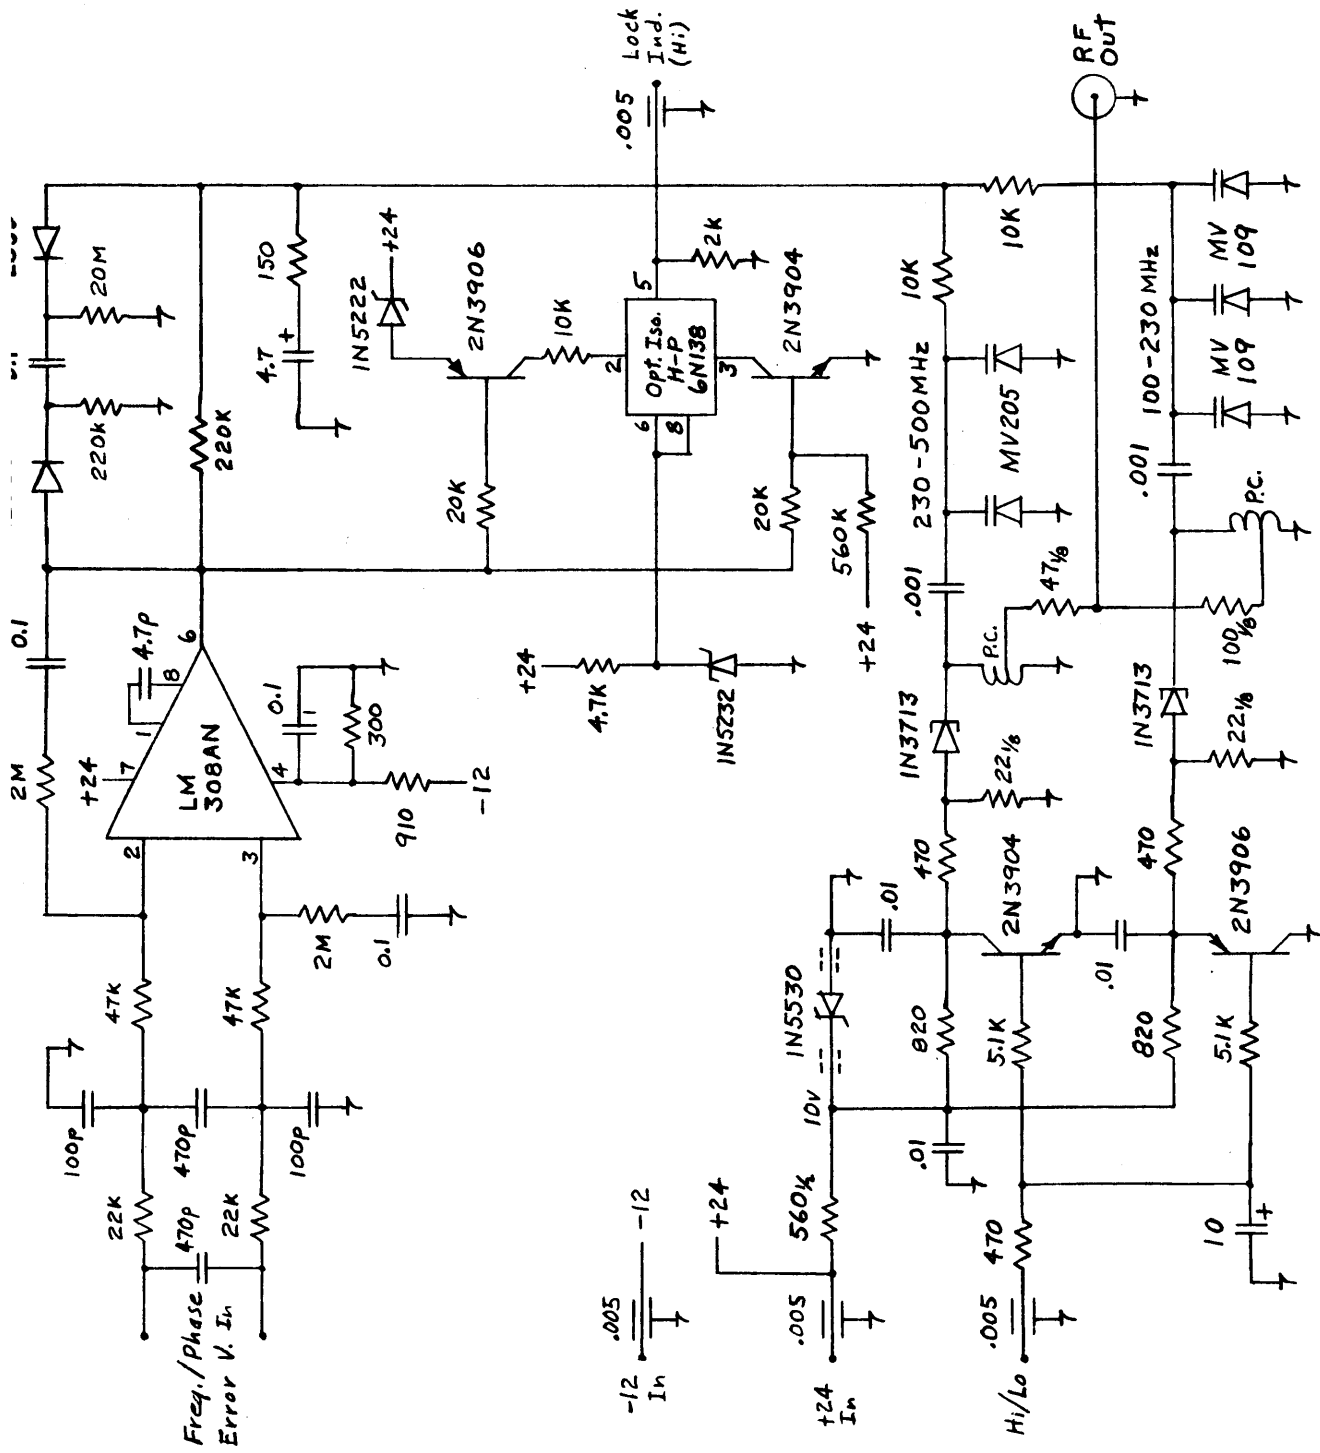 Freq./Phase
Error V. In
470p
22K
22K
100p
470p
100p
47K
47K
2M
0.1
2M
0.1
2
3
LM
308AN
+24
7
1
8
4.7p
6
4
0.1
300
910
-12
220k
20M
220K
150
4.7
+
1N5222
+24
2N3906
10K
20K
Opt. Iso.
H-P
6N138
2
3
5
6
8
2K
.005
Lock
Ind.
(Hi)
2N3904
20K
560K
+24
+24
4.7K
1N5232
-12
In
.005
-12
+24
In
.005
+24
560½
10V
1N5530
.01
.01
820
470
2N3904
5.1K
.01
820
470
2N3906
5.1K
Hi/Lo
.005
470
10
+
1N3713
22⅛
P.C.
47⅛
.001
230-500MHz
MV205
10K
10K
1N3713
22⅛
100⅛
P.C.
.001
100-230MHz
MV
109
MV
109
RF
Out